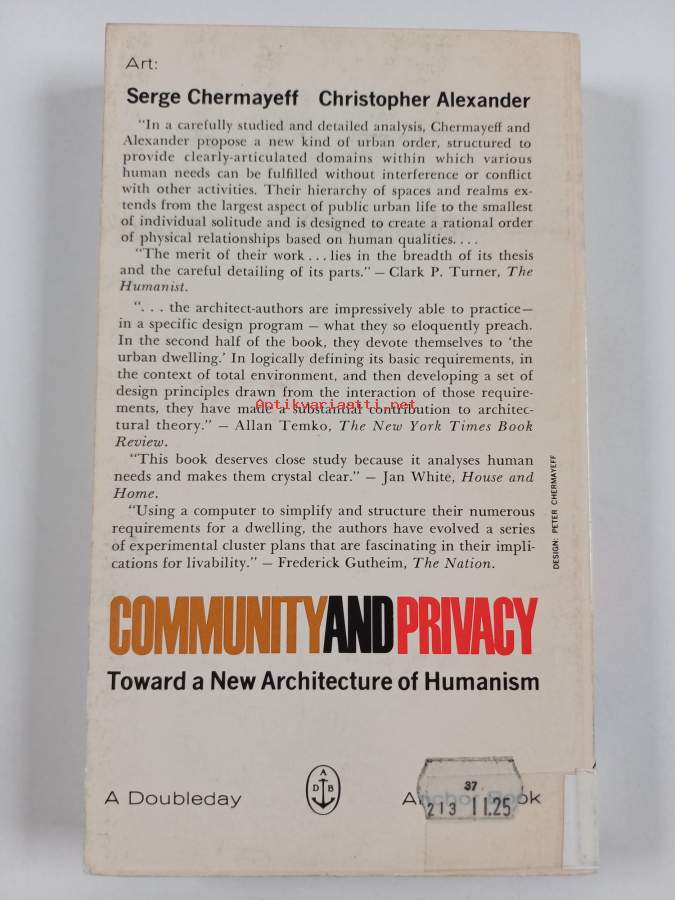 Art:
Serge Chermayeff Christopher Alexander
"In a carefully studied and detailed analysis, Chermayeff and
Alexander propose a new kind of urban order, structured to
provide clearly-articulated domains within which various
human needs can be fulfilled without interference or conflict
with other activities. Their hierarchy of spaces and realms ex-
tends from the largest aspect of public urban life to the smallest
of individual solitude and is designed to create a rational order
of physical relationships based on human qualities. . . .
"The merit of their work . . . lies in the breadth of its thesis
and the careful detailing of its parts." — Clark P. Turner, The
Humanist.
". . . the architect-authors are impressively able to practice—
in a specific design program — what they so eloquently preach.
In the second half of the book, they devote themselves to 'the
urban dwelling.' In logically defining its basic requirements, in
the context of total environment, and then developing a set of
design principles drawn from the interaction of those require-
ments, they have made a substantial contribution to architec-
tural theory." — Allan Temko, The New York Times Book
Review.
"This book deserves close study because it analyses human
needs and makes them crystal clear." — Jan White, House and
Home.
"Using a computer to simplify and structure their numerous
requirements for a dwelling, the authors have evolved a series
of experimental cluster plans that are fascinating in their impli-
cations for livability." — Frederick Gutheim, The Nation.
DESIGN: PETER CHERMAYEFF
Antikvariaatti.net
COMMUNITY AND PRIVACY
Toward a New Architecture of Humanism
A Doubleday
A
D B
Anchor Book
37
213 11.25